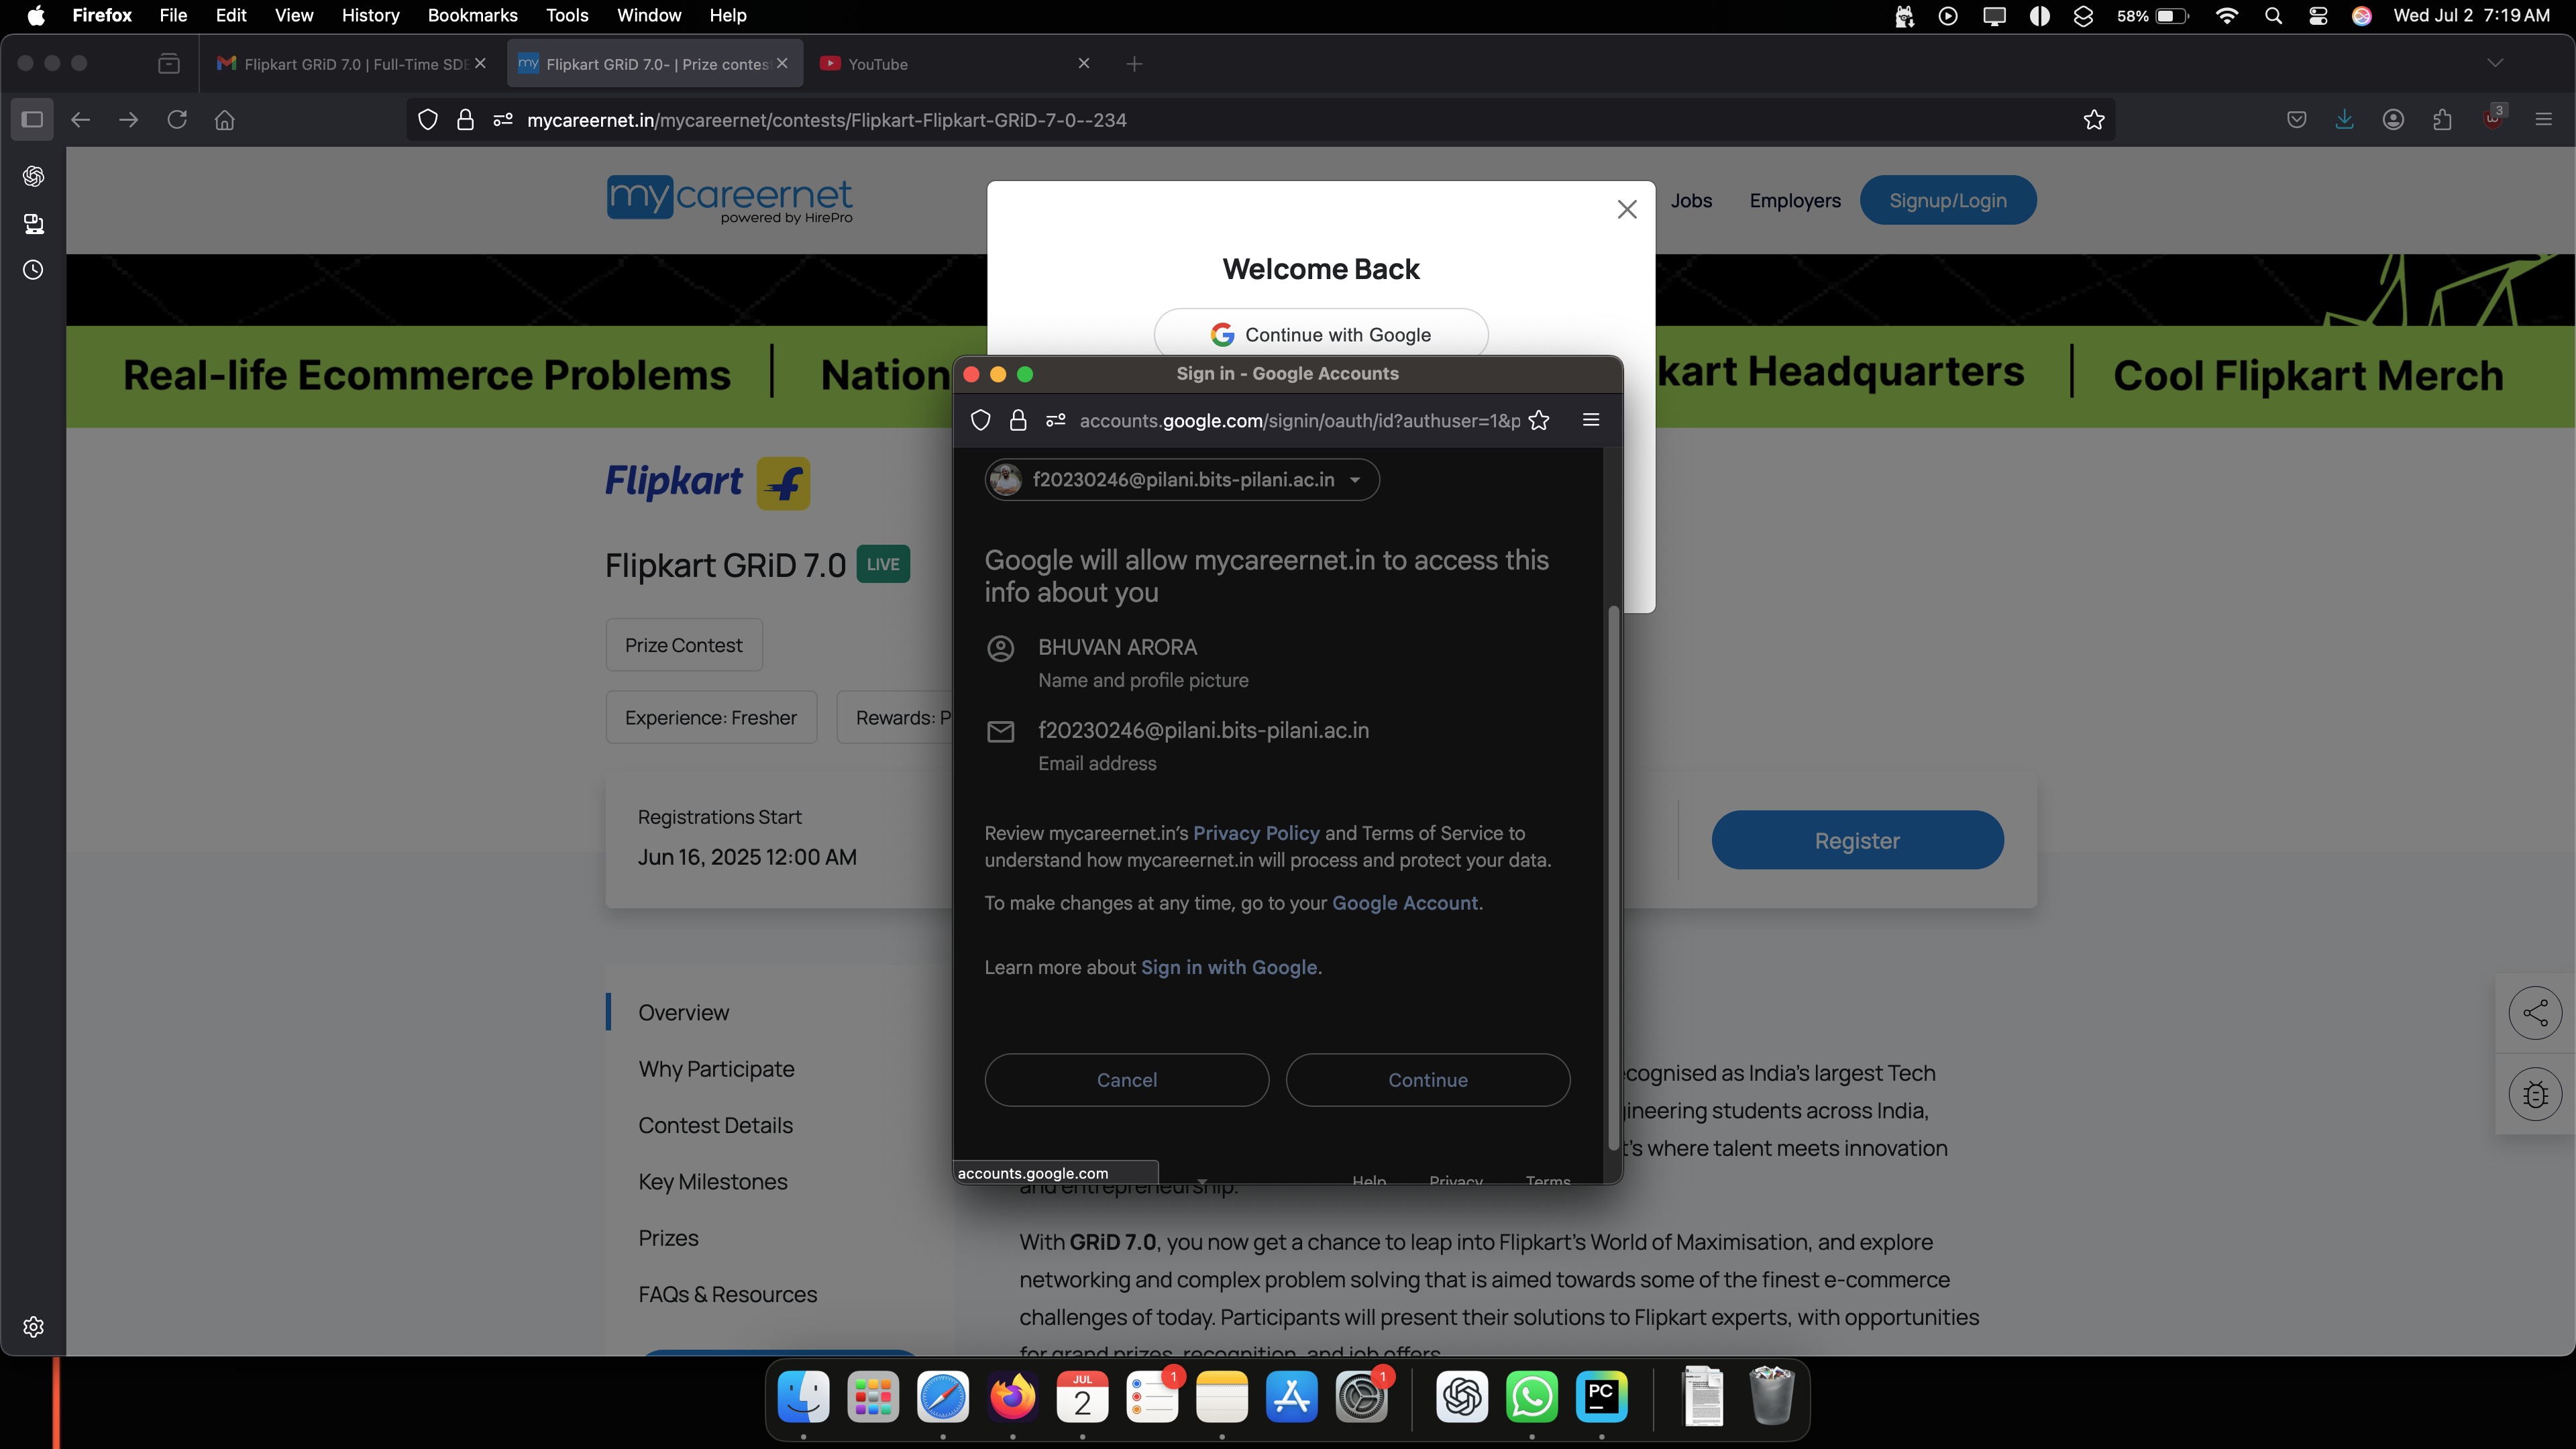 Firefox File Edit View History Bookmarks Tools Window Help 58% Wed Jul 2 7:19 AM
Flipkart GRiD 7.0 | Full-Time SDE
my Flipkart GRiD 7.0- | Prize contes
YouTube
mycareernet.in/mycareernet/contests/Flipkart-Flipkart-GRiD-7-0--234
3
mycareernet
powered by HirePro
Jobs Employers Signup/Login
Welcome Back
Continue with Google
Real-life Ecommerce Problems | Nation
kart Headquarters | Cool Flipkart Merch
Sign in - Google Accounts
accounts.google.com/signin/oauth/id?authuser=1&p
f20230246@pilani.bits-pilani.ac.in
Google will allow mycareernet.in to access this
info about you
BHUVAN ARORA
Name and profile picture
f20230246@pilani.bits-pilani.ac.in
Email address
Review mycareernet.in's Privacy Policy and Terms of Service to
understand how mycareernet.in will process and protect your data.
To make changes at any time, go to your Google Account.
Learn more about Sign in with Google.
Cancel Continue
accounts.google.com
Help Privacy Terms
Flipkart
Flipkart GRiD 7.0 LIVE
Prize Contest
Experience: Fresher
Rewards: P
Registrations Start
Jun 16, 2025 12:00 AM
Register
Overview
Why Participate
Contest Details
Key Milestones
Prizes
FAQs & Resources
cognised as India's largest Tech
gineering students across India,
t's where talent meets innovation
and entrepreneurship.
With GRiD 7.0, you now get a chance to leap into Flipkart's World of Maximisation, and explore
networking and complex problem solving that is aimed towards some of the finest e-commerce
challenges of today. Participants will present their solutions to Flipkart experts, with opportunities
for grand prizes, recognition, and job offers
JUL
2
1
1
PC